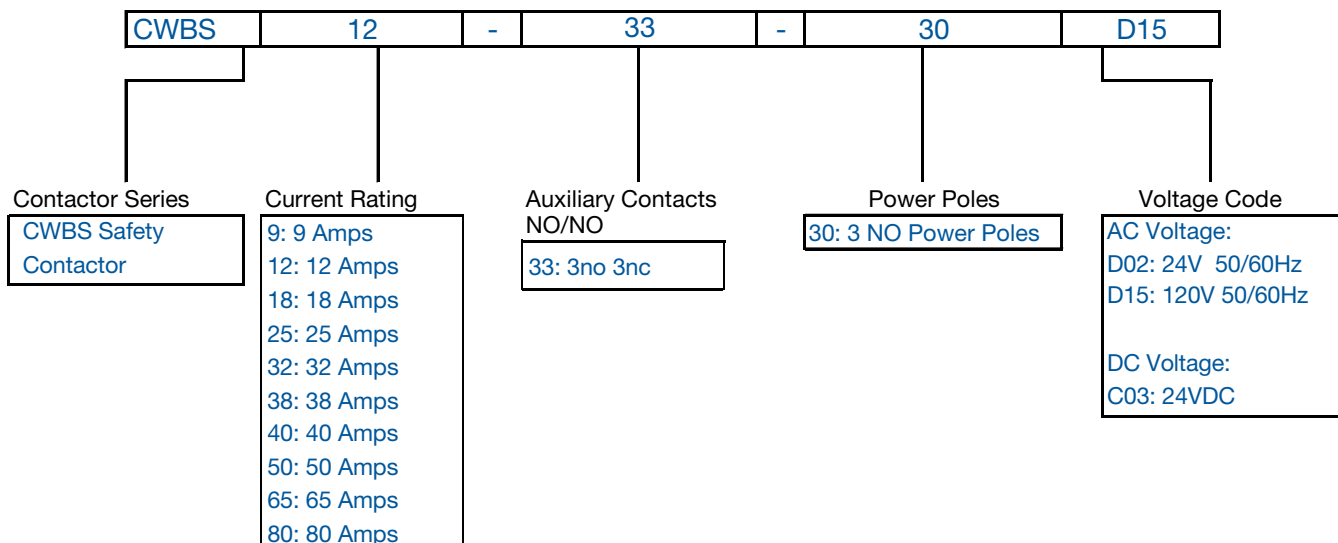 CWBS 12 - 33 - 30 D15
Contactor Series
CWBS Safety
Contactor
Current Rating
9: 9 Amps
12: 12 Amps
18: 18 Amps
25: 25 Amps
32: 32 Amps
38: 38 Amps
40: 40 Amps
50: 50 Amps
65: 65 Amps
80: 80 Amps
Auxiliary Contacts
NO/NO
33: 3no 3nc
Power Poles
30: 3 NO Power Poles
Voltage Code
AC Voltage:
D02: 24V 50/60Hz
D15: 120V 50/60Hz
DC Voltage:
C03: 24VDC